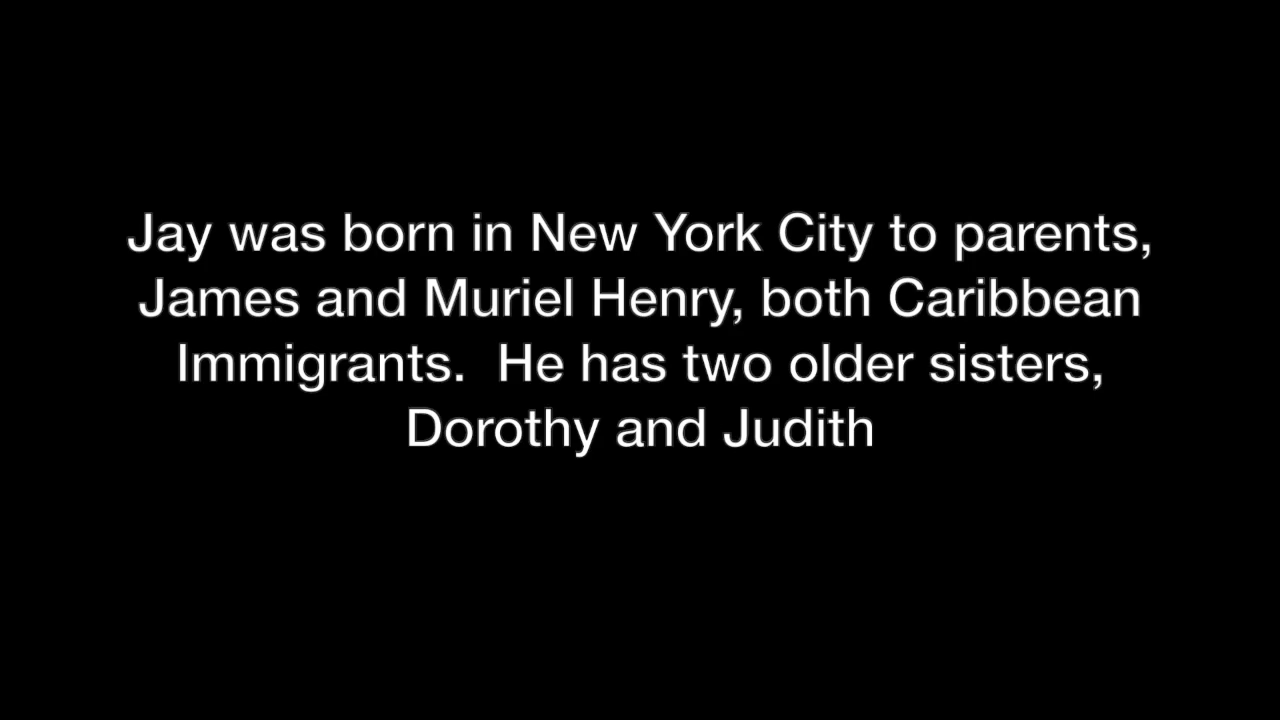 Jay was born in New York City to parents,
James and Muriel Henry, both Caribbean
Immigrants.  He has two older sisters,
Dorothy and Judith